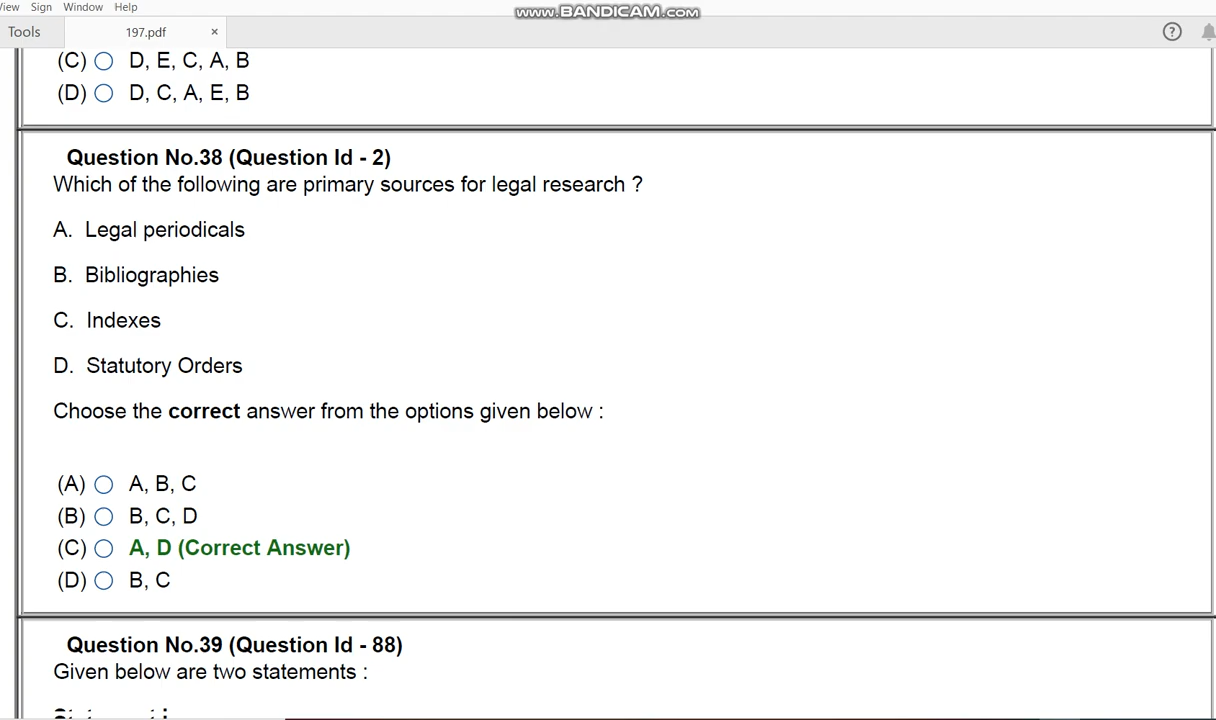 View Sign Window Help
www.BANDICAM.com
Tools 197.pdf ×
(C) D, E, C, A, B
(D) D, C, A, E, B
Question No.38 (Question Id - 2)
Which of the following are primary sources for legal research ?
A. Legal periodicals
B. Bibliographies
C. Indexes
D. Statutory Orders
Choose the correct answer from the options given below :
(A) A, B, C
(B) B, C, D
(C) A, D (Correct Answer)
(D) B, C
Question No.39 (Question Id - 88)
Given below are two statements :